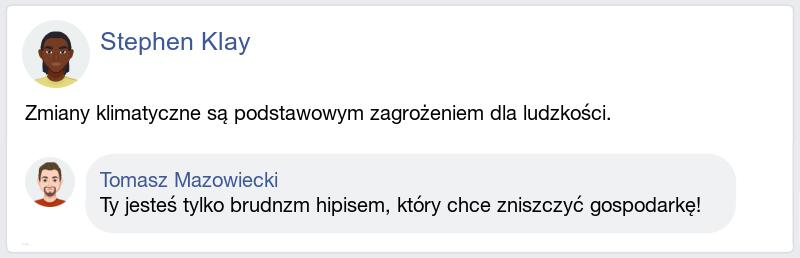 Stephen Klay
Zmiany klimatyczne są podstawowym zagrożeniem dla ludzkości.
Tomasz Mazowiecki
Ty jesteś tylko brudnzm hipisem, który chce zniszczyć gospodarkę!